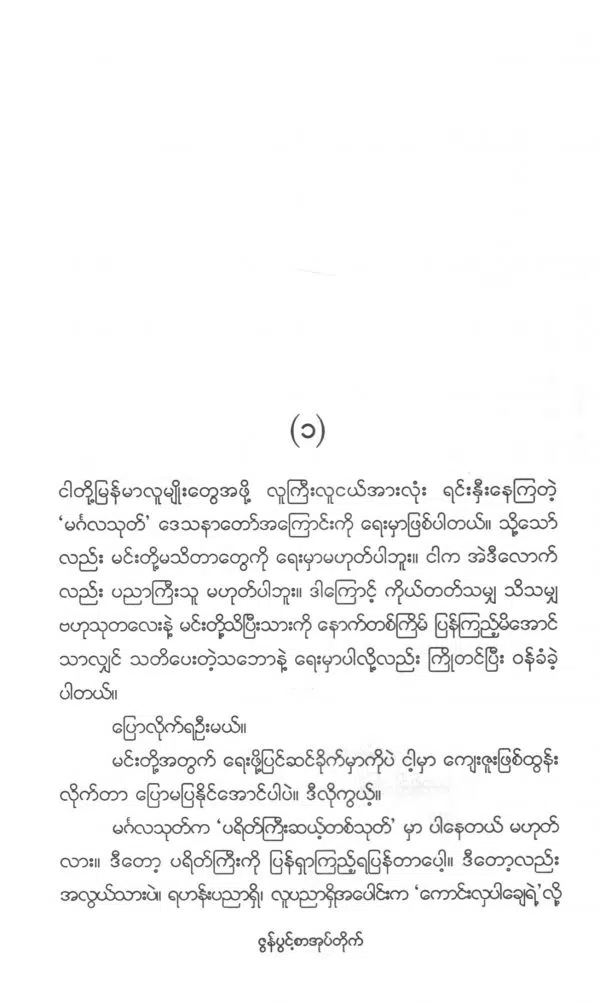 (၁)
ငါတို့မြန်မာလူမျိုးတွေအဖို့ လူကြီးလူငယ်အားလုံး ရင်းနှီးနေကြတဲ့
‘မင်္ဂလသုတ်’ ဒေသနာတော်အကြောင်းကို ရေးမှာဖြစ်ပါတယ်။ သို့သော်
လည်း မင်းတို့မသိတာတွေကို ရေးမှာမဟုတ်ပါဘူး။ ငါက အဲဒီလောက်
လည်း ပညာကြီးသူ မဟုတ်ပါဘူး။ ဒါကြောင့် ကိုယ်တတ်သမျှ သိသမျှ
ဗဟုသုတလေးနဲ့ မင်းတို့သိပြီးသားကို နောက်တစ်ကြိမ် ပြန်ကြည့်မိအောင်
သာလျှင် သတိပေးတဲ့သဘောနဲ့ ရေးမှာပါလို့လည်း ကြိုတင်ပြီး ဝန်ခံခဲ့
ပါတယ်။
ပြောလိုက်ရဦးမယ်။
မင်းတို့အတွက် ရေးဖို့ပြင်ဆင်ခိုက်မှာကိုပဲ ငါ့မှာ ကျေးဇူးဖြစ်ထွန်း
လိုက်တာ ပြောမပြနိုင်အောင်ပါပဲ။ ဒီလိုကွယ့်။
မင်္ဂလသုတ်က ‘ပရိတ်ကြီးဆယ့်တစ်သုတ်’ မှာ ပါနေတယ် မဟုတ်
လား။ ဒီတော့ ပရိတ်ကြီးကို ပြန်ရှာကြည့်ရပြန်တာပေါ့။ ဒီတော့လည်း
အလွယ်သားပဲ။ ရဟန်းပညာရှိ၊ လူပညာရှိအပေါင်းက ‘ကောင်းလှပါချေရဲ့’လို့
ဇွန်ပွင့်စာအုပ်တိုက်